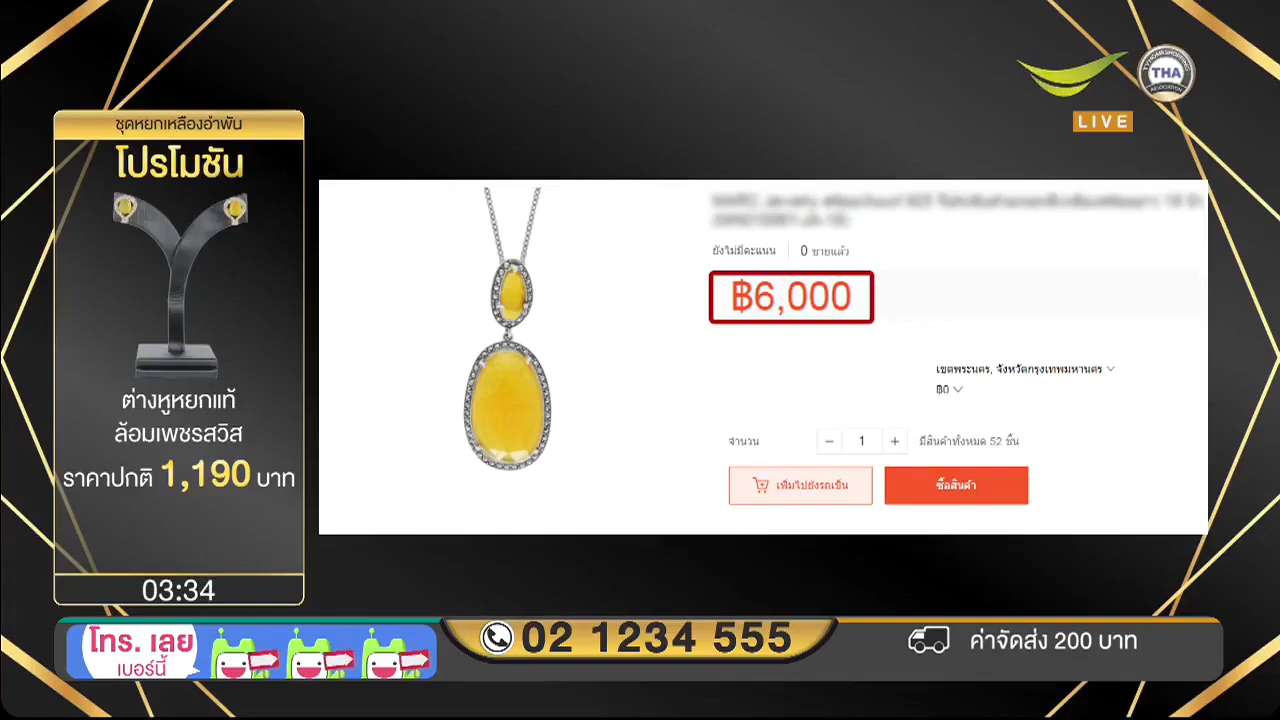 THA
LIVE
ชุดหยกเหลืองอำพัน
โปรโมชัน
ต่างหูหยกแท้
ล้อมเพชรสวิส
ราคาปกติ 1,190 บาท
03:34
ยังไม่มีคะแนน
0 ขายแล้ว
฿6,000
เขตพระนคร, จังหวัดกรุงเทพมหานคร
฿0
จำนวน
− 1 +
มีสินค้าทั้งหมด 52 ชิ้น
เพิ่มไปยังรถเข็น
ซื้อสินค้า
โทร. เลย
เบอร์นี้
02 1234 555
ค่าจัดส่ง 200 บาท